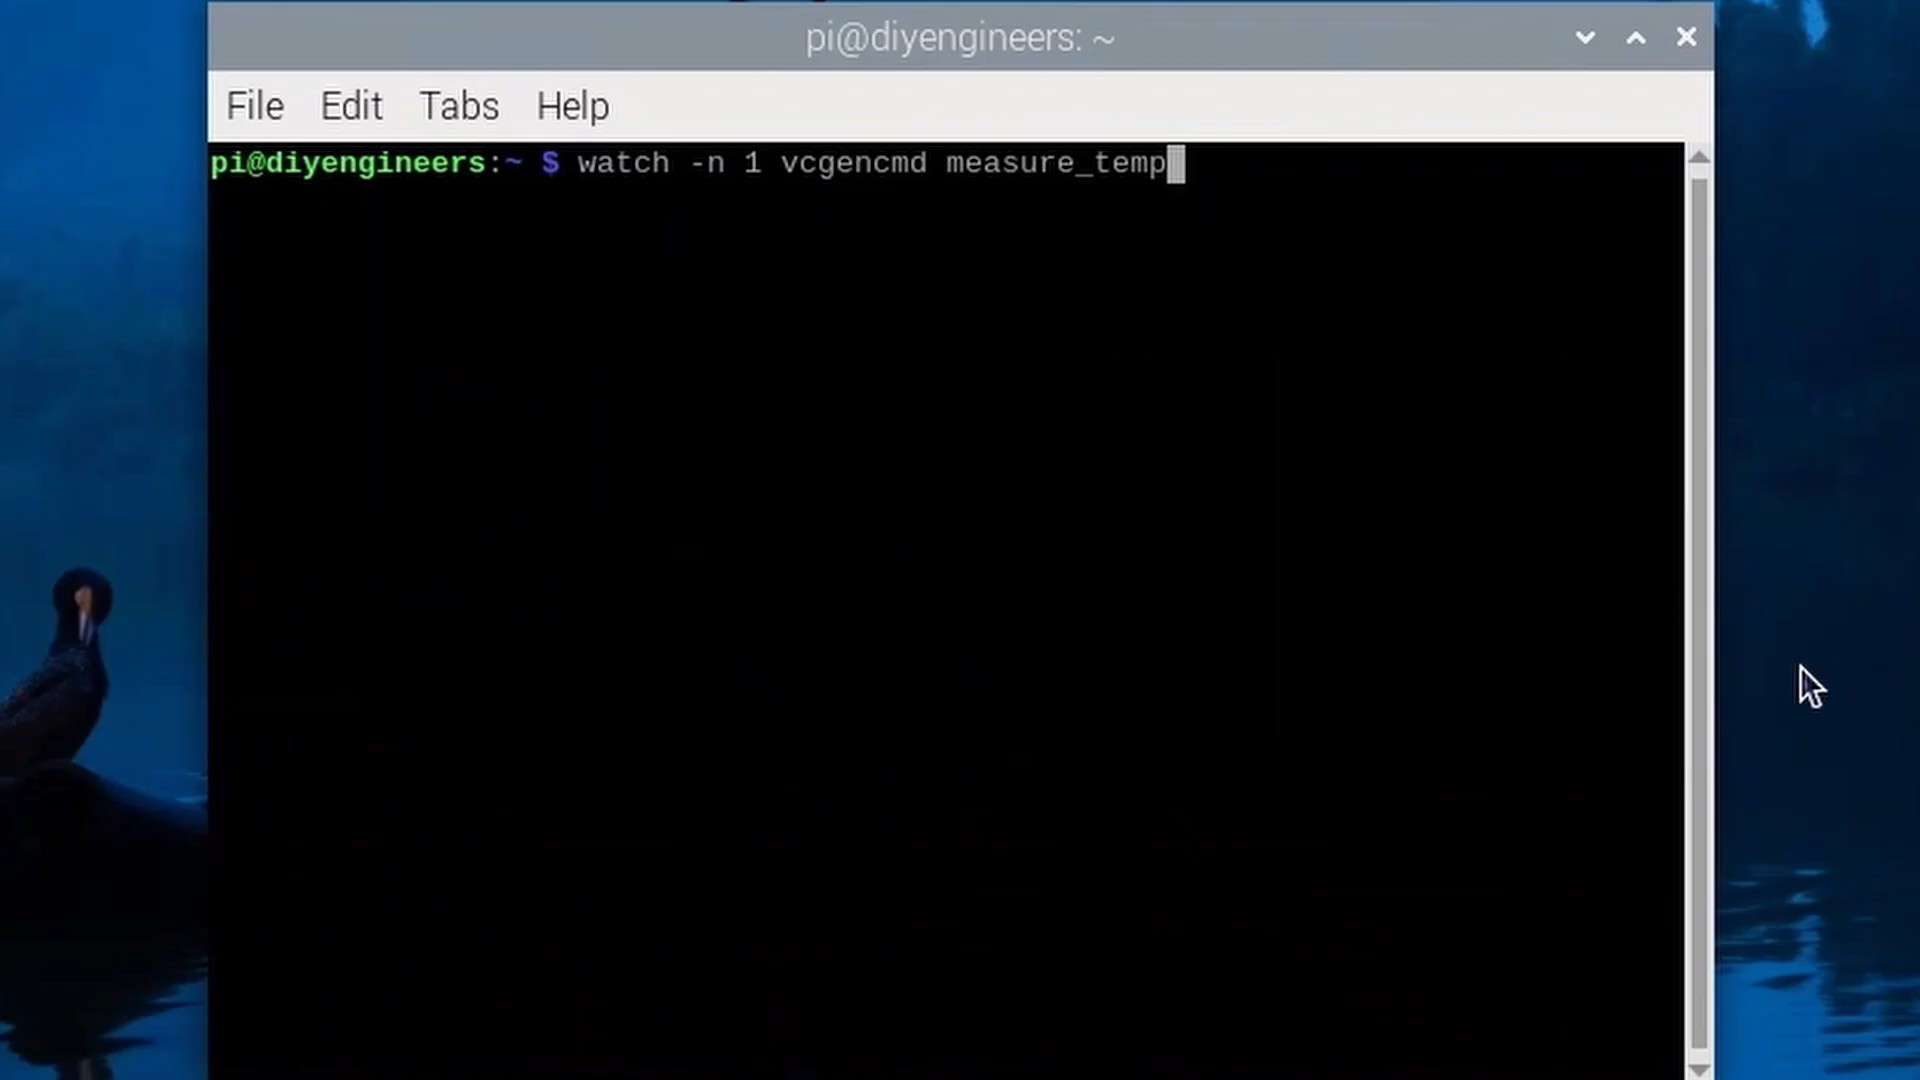 pi@diyengineers: ~
File Edit Tabs Help
pi@diyengineers:~ $ watch -n 1 vcgencmd measure_temp